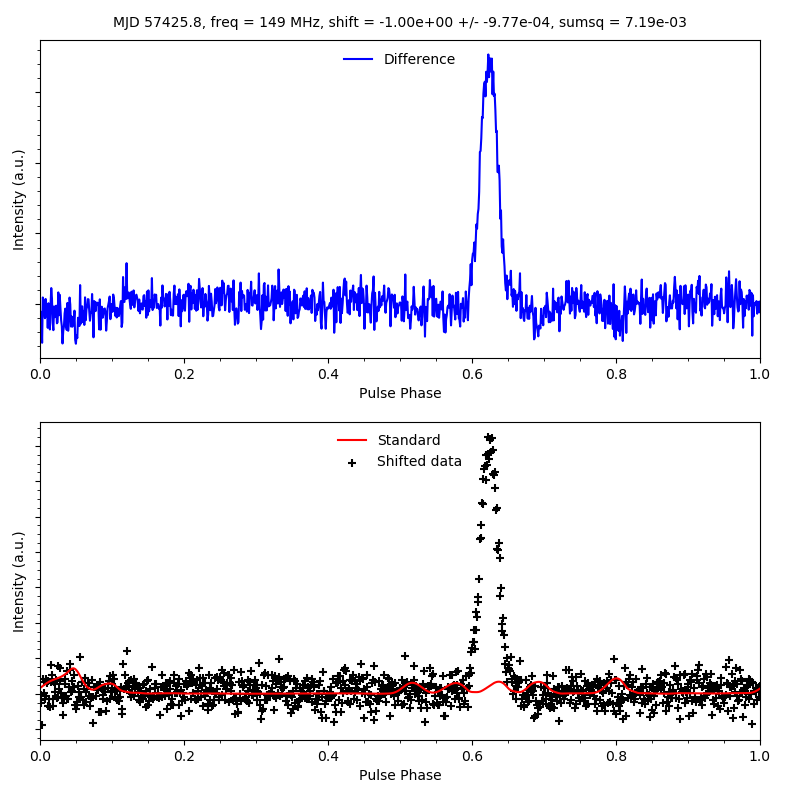 MJD 57425.8, freq = 149 MHz, shift = -1.00e+00 +/- -9.77e-04, sumsq = 7.19e-03
Difference
Intensity (a.u.)
0.0 0.2 0.4 0.6 0.8 1.0
Pulse Phase
Standard
Shifted data
Intensity (a.u.)
0.0 0.2 0.4 0.6 0.8 1.0
Pulse Phase